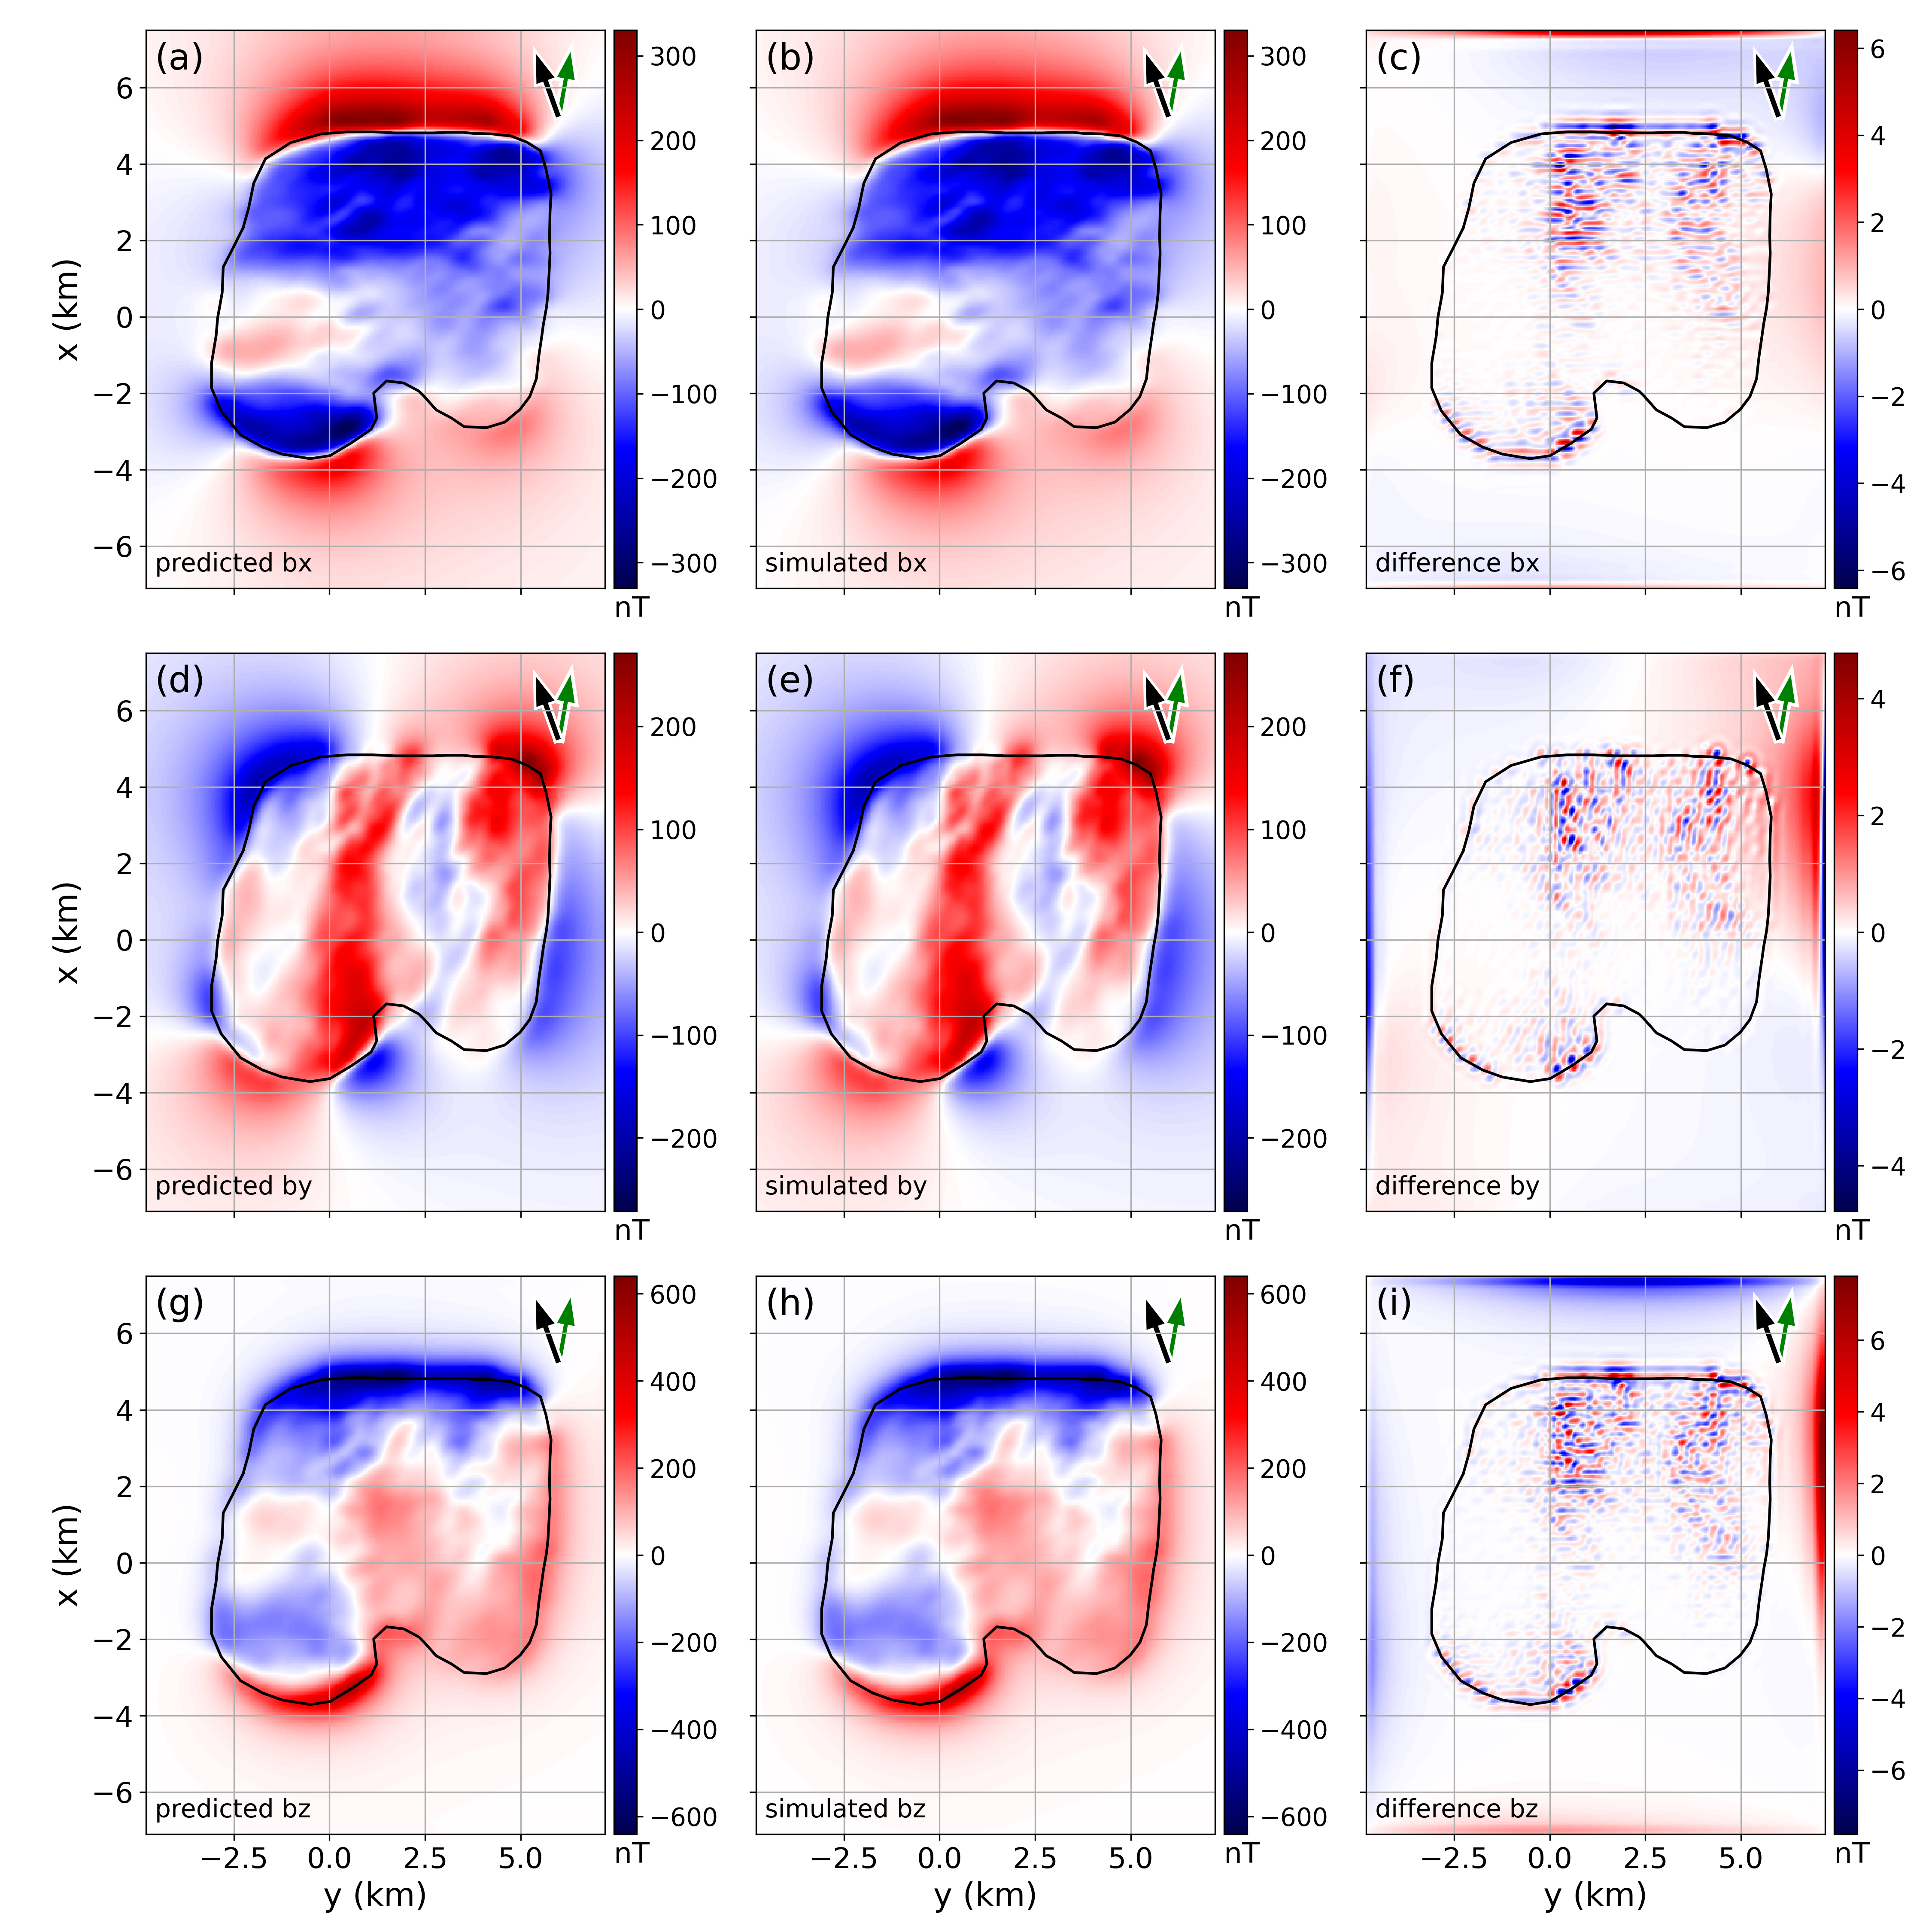 (a)
6
4
2
0
−2
−4
−6
x (km)
predicted bx
300
200
100
0
−100
−200
−300
nT
(b)
simulated bx
300
200
100
0
−100
−200
−300
nT
(c)
difference bx
6
4
2
0
−2
−4
−6
nT
(d)
6
4
2
0
−2
−4
−6
x (km)
predicted by
200
100
0
−100
−200
nT
(e)
simulated by
200
100
0
−100
−200
nT
(f)
difference by
4
2
0
−2
−4
nT
(g)
6
4
2
0
−2
−4
−6
x (km)
predicted bz
600
400
200
0
−200
−400
−600
nT
−2.5 0.0 2.5 5.0
y (km)
(h)
simulated bz
600
400
200
0
−200
−400
−600
nT
−2.5 0.0 2.5 5.0
y (km)
(i)
difference bz
6
4
2
0
−2
−4
−6
nT
−2.5 0.0 2.5 5.0
y (km)